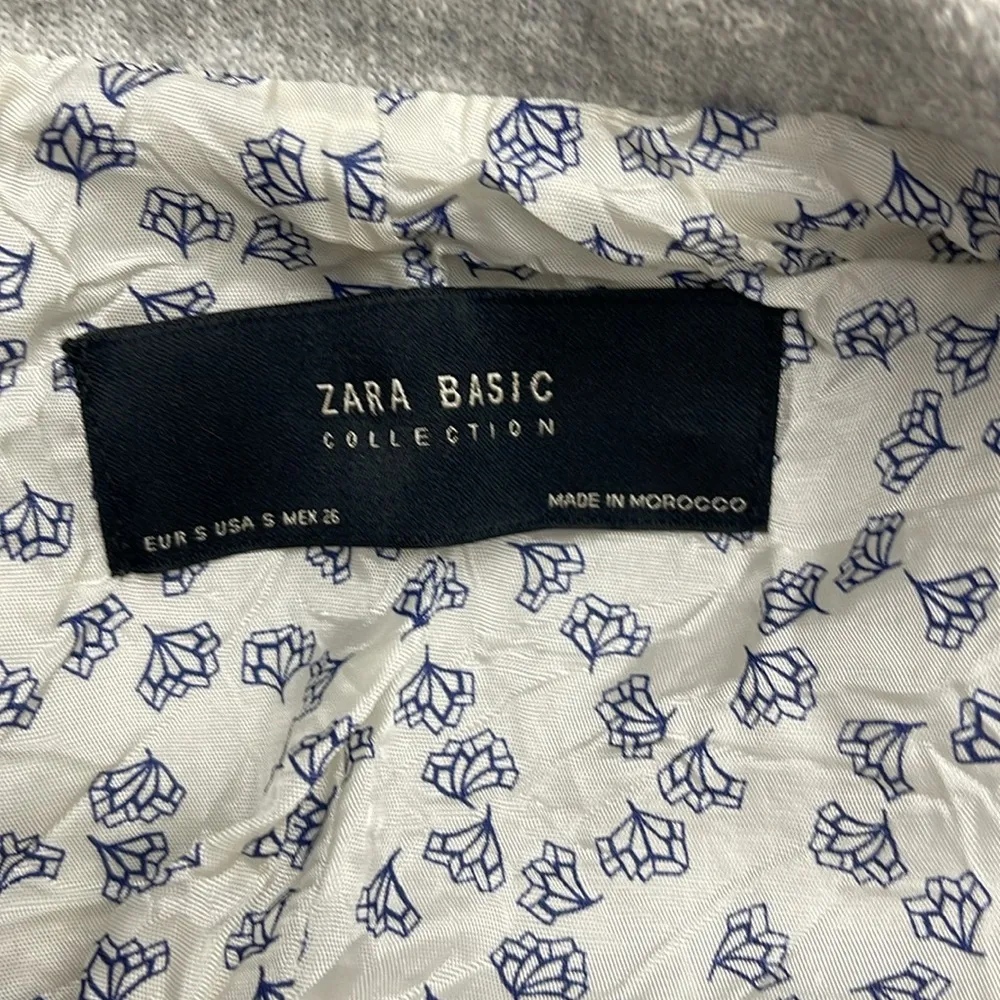 ZARA BASIC
COLLECTION
EUR S USA S MEX 26
MADE IN MOROCCO